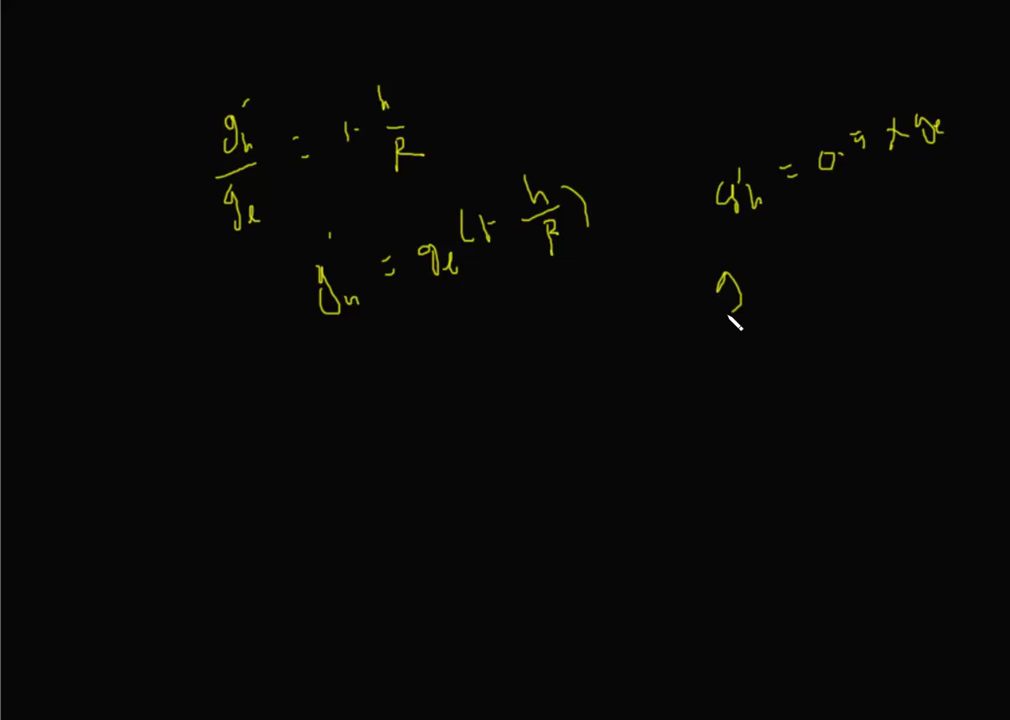 g'h/ge = 1 - h/R
g'h = ge (1 - h/R)
g'h = 0.5 × ge
g